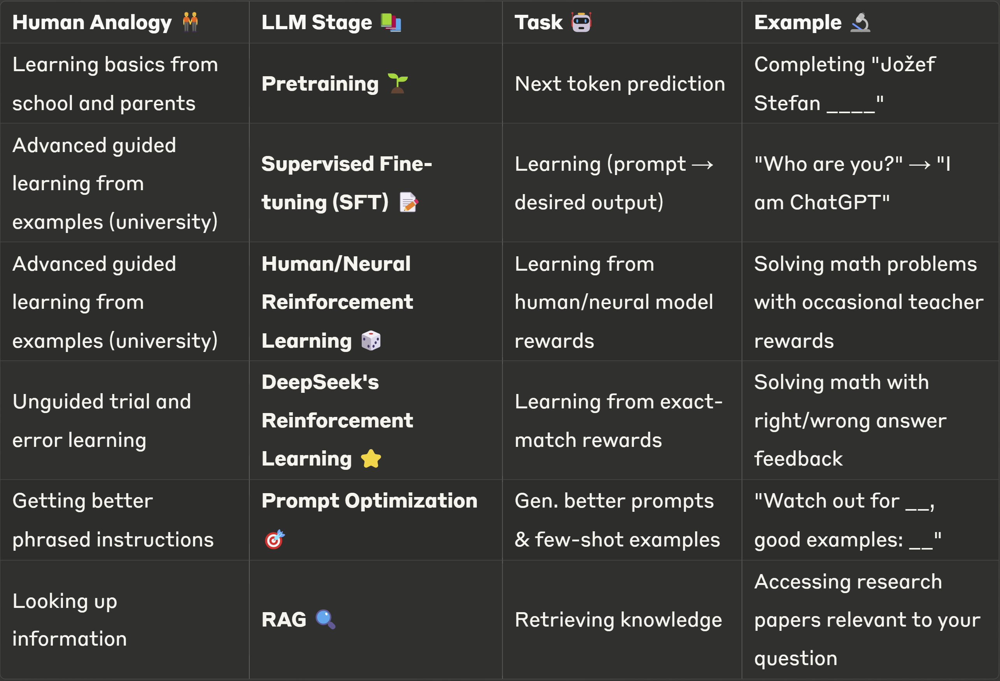 Human Analogy 👬
LLM Stage 📚
Task 🤖
Example 🔬
Learning basics from
school and parents
Pretraining 🌱
Next token prediction
Completing "Jožef
Stefan ____"
Advanced guided
learning from
examples (university)
Supervised Fine-
tuning (SFT) 📝
Learning (prompt →
desired output)
"Who are you?" → "I
am ChatGPT"
Advanced guided
learning from
examples (university)
Human/Neural
Reinforcement
Learning 🎲
Learning from
human/neural model
rewards
Solving math problems
with occasional teacher
rewards
Unguided trial and
error learning
DeepSeek's
Reinforcement
Learning ⭐
Learning from exact-
match rewards
Solving math with
right/wrong answer
feedback
Getting better
phrased instructions
Prompt Optimization
🎯
Gen. better prompts
& few-shot examples
"Watch out for __,
good examples: __"
Looking up
information
RAG 🔍
Retrieving knowledge
Accessing research
papers relevant to your
question